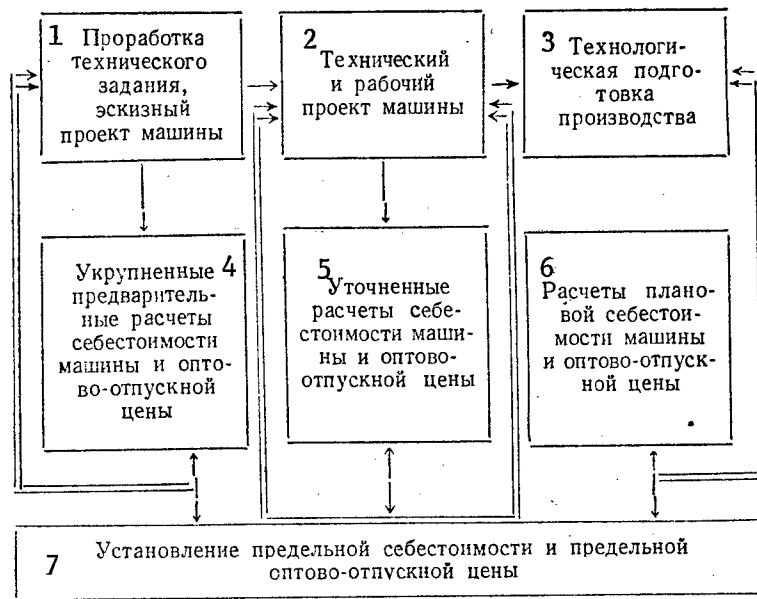 1 Проработка
технического
задания,
эскизный
проект машины
2
Технический
и рабочий
проект машины
3 Технологи-
ческая подго-
товка
производства
Укрупненные 4
предваритель-
ные расчеты
себестоимости
машины и опто-
во-отпускной
цены
5
Уточненные
расчеты себе-
стоимости маши-
ны и оптово-
отпускной цены
6
Расчеты плано-
вой себестои-
мости машины
и оптово-отпуск-
ной цены
7 Установление предельной себестоимости и предельной
оптово-отпускной цены